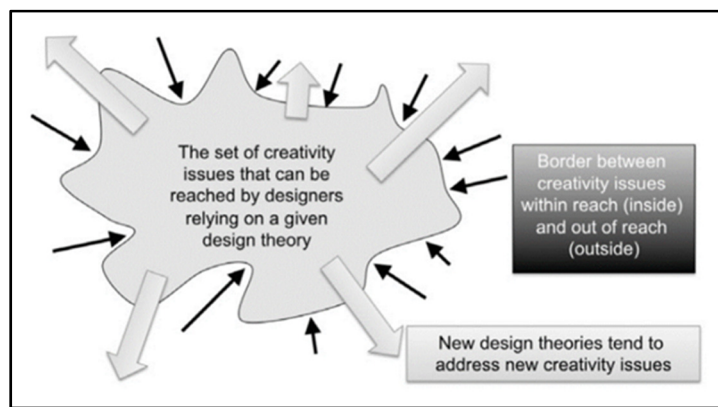 The set of creativity
issues that can be
reached by designers
relying on a given
design theory
Border between
creativity issues
within reach (inside)
and out of reach
(outside)
New design theories tend to
address new creativity issues